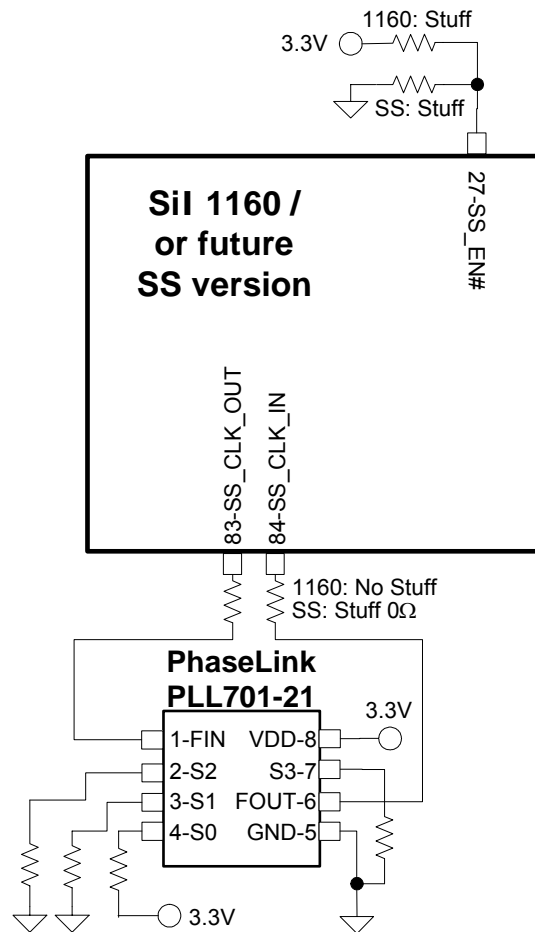 1160: Stuff
3.3V
SS: Stuff
27-SS_EN#
SiI 1160 /
or future
SS version
83-SS_CLK_OUT
84-SS_CLK_IN
1160: No Stuff
SS: Stuff 0Ω
PhaseLink
PLL701-21
3.3V
1-FIN VDD-8
2-S2 S3-7
3-S1 FOUT-6
4-S0 GND-5
3.3V